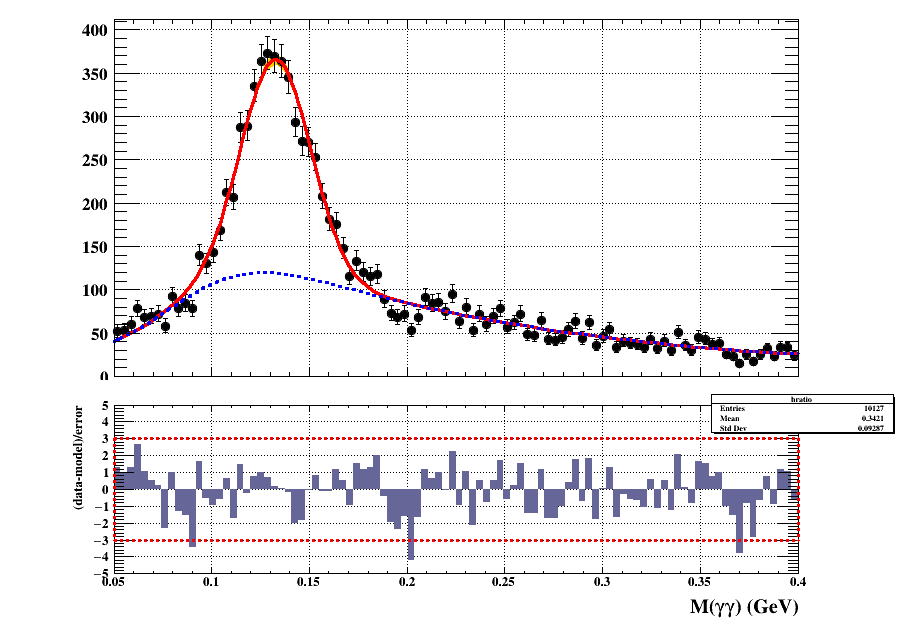 400
350
300
250
200
150
100
50
0
hratio
Entries 10127
Mean 0.3421
Std Dev 0.09287
(data-model)/error
5
4
3
2
1
0
−1
−2
−3
−4
−5
0.05 0.1 0.15 0.2 0.25 0.3 0.35 0.4
M(γγ) (GeV)